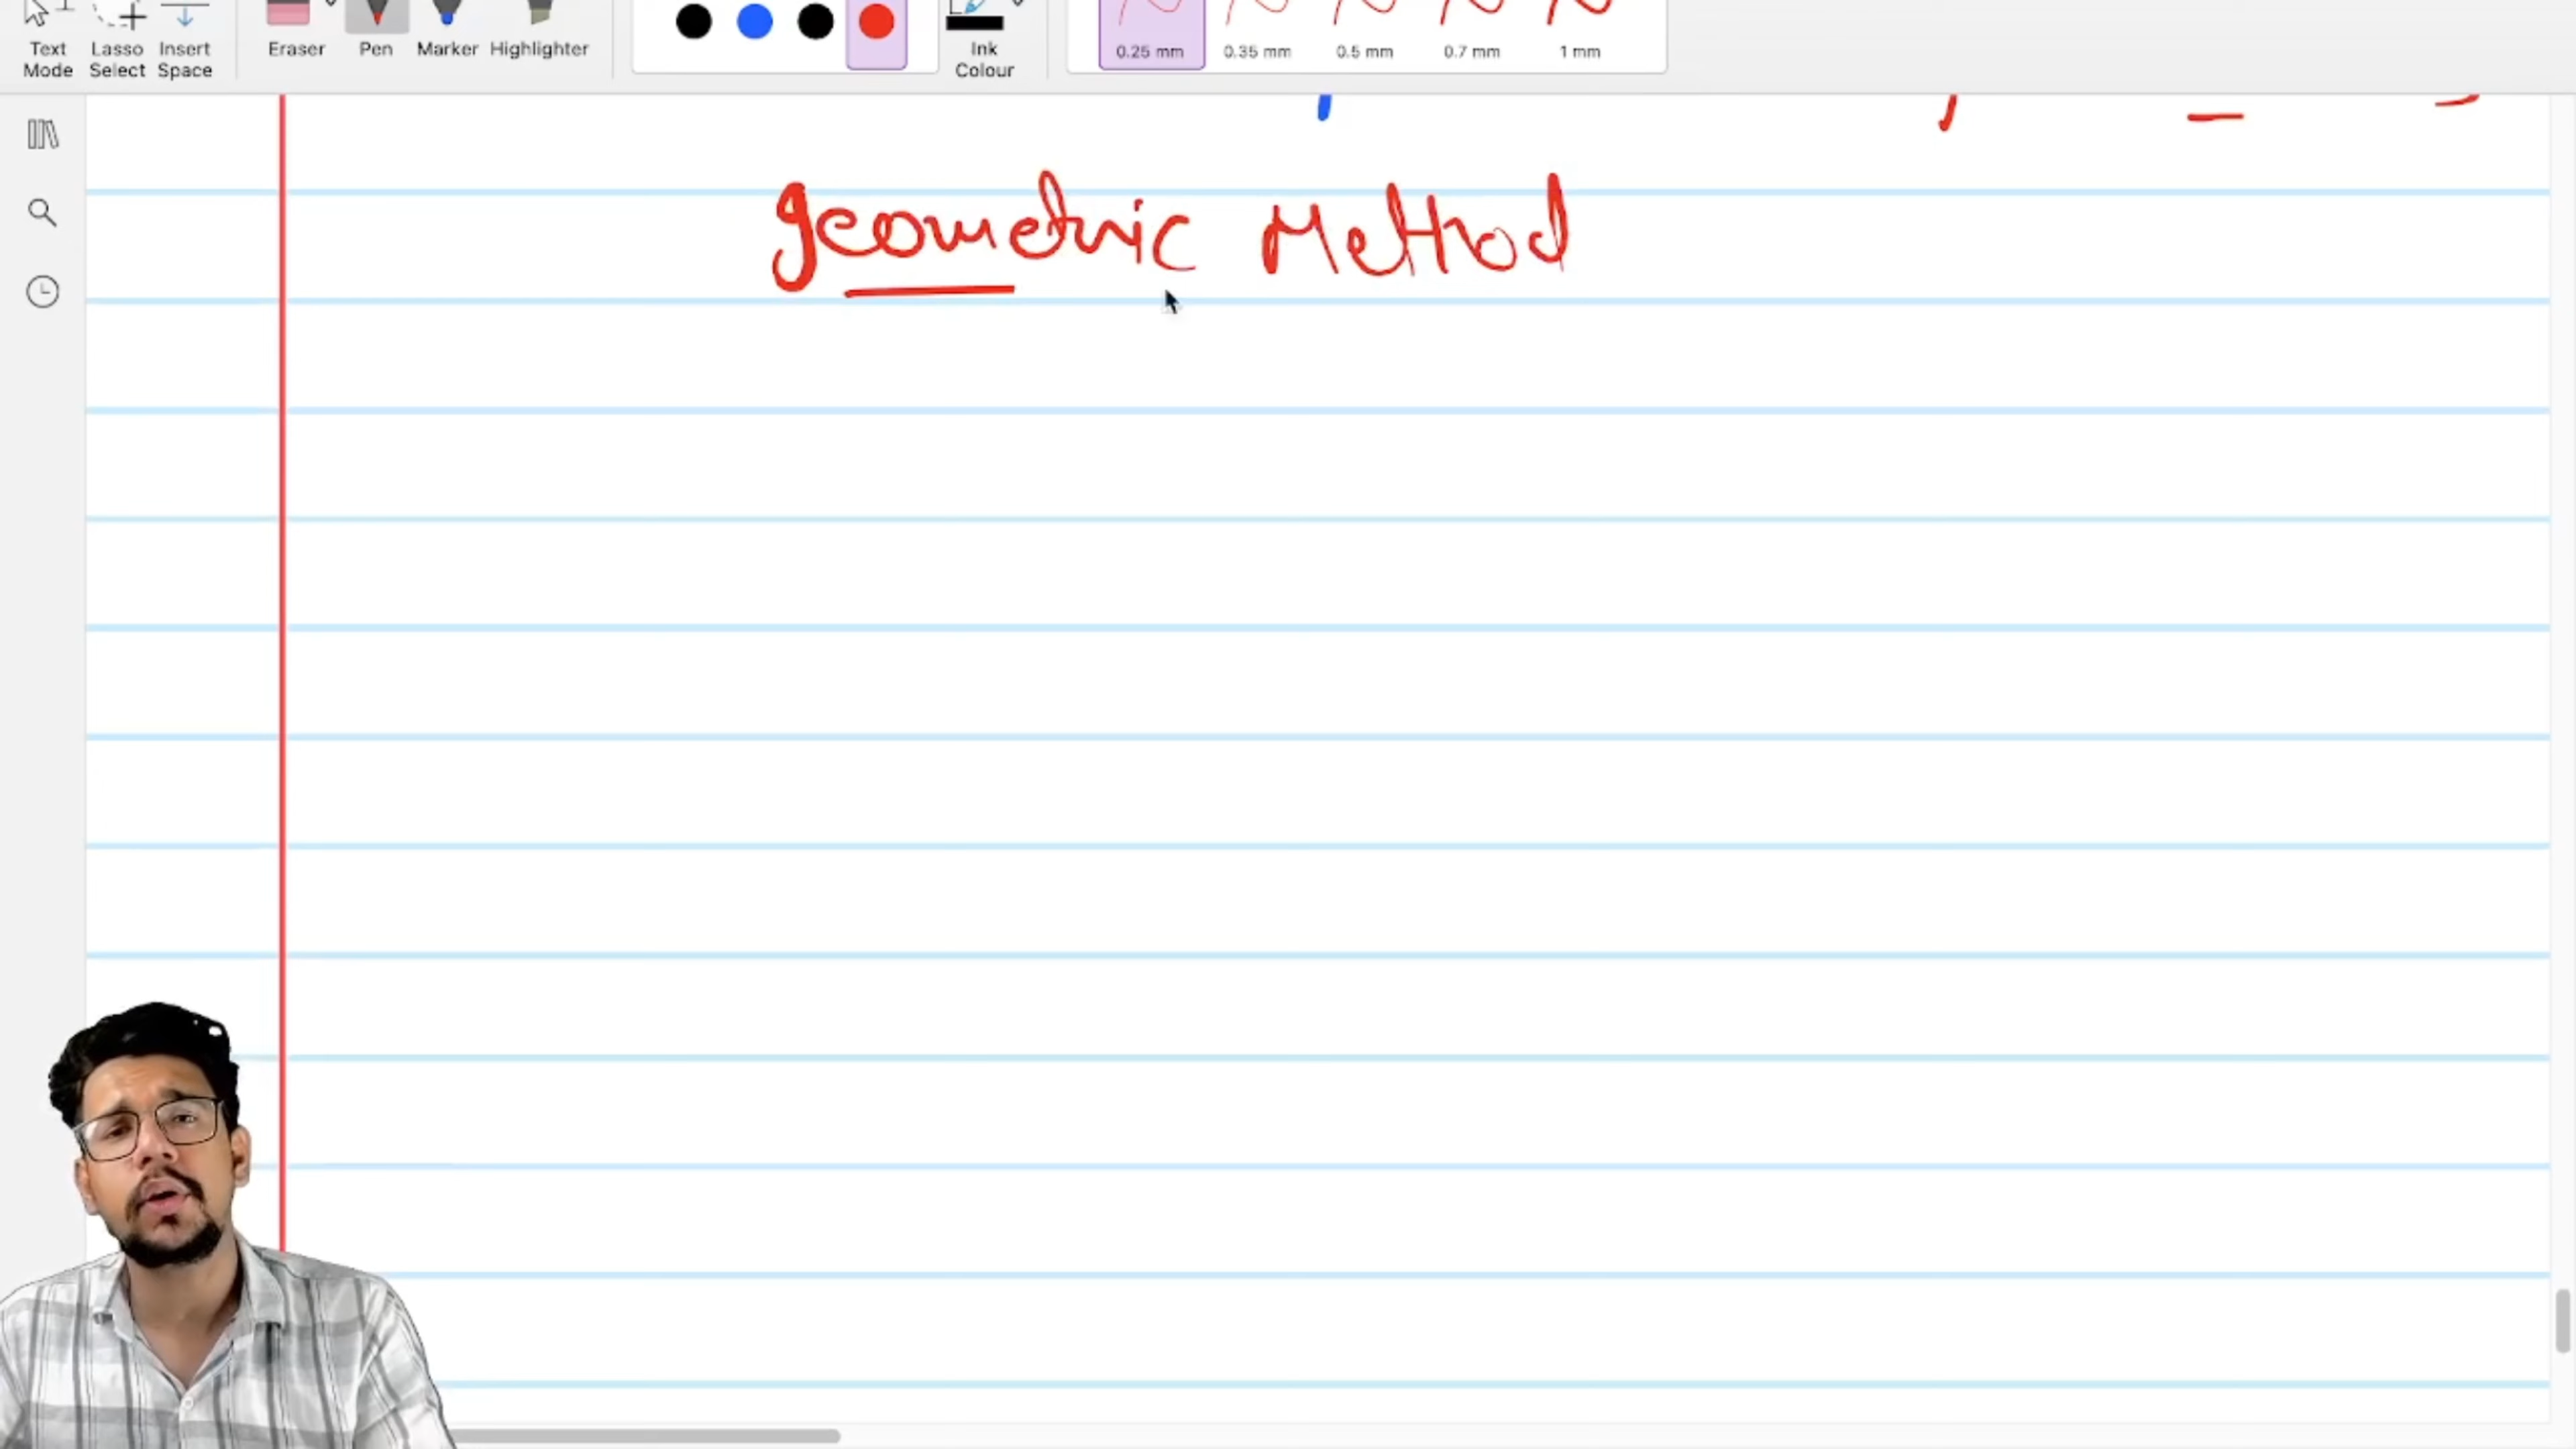 Text Mode
Lasso Select
Insert Space
Eraser
Pen
Marker
Highlighter
Ink Colour
0.25 mm
0.35 mm
0.5 mm
0.7 mm
1 mm
geometric Method